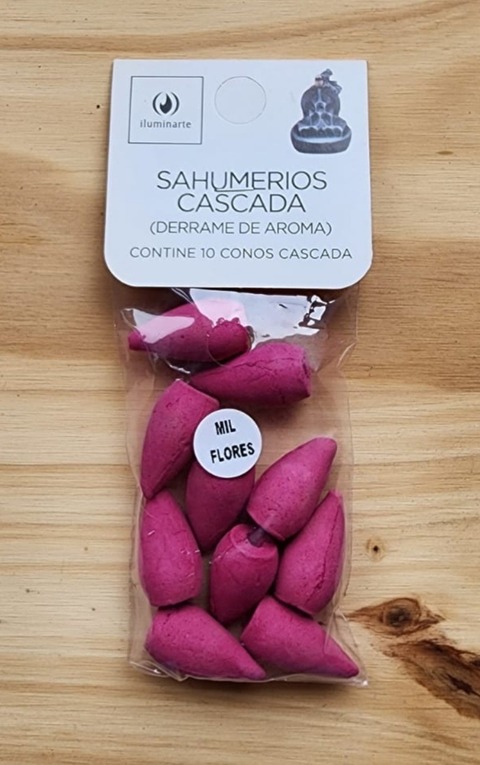 iluminarte
SAHUMERIOS
CASCADA
(DERRAME DE AROMA)
CONTINE 10 CONOS CASCADA
MIL
FLORES